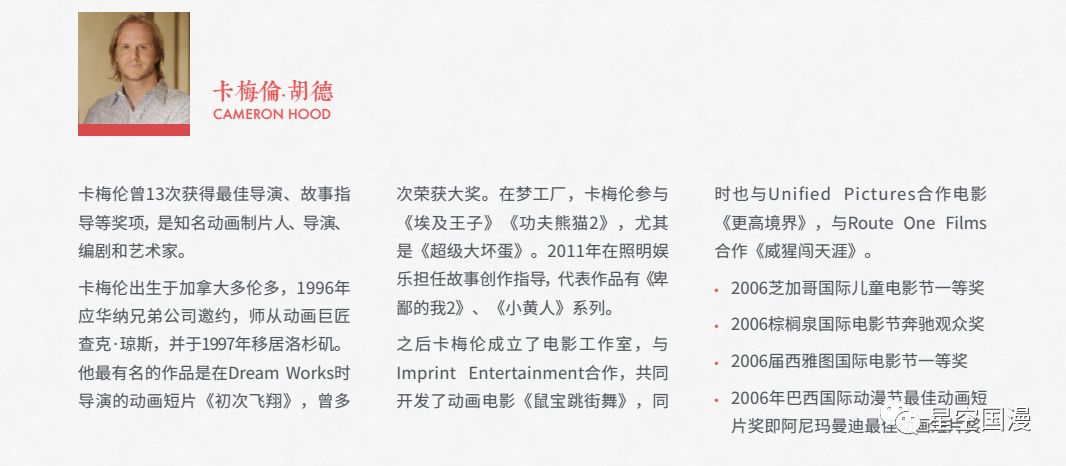 卡梅倫·胡德
CAMERON HOOD
卡梅伦曾13次获得最佳导演、故事指
导等奖项, 是知名动画制片人、导演、
编剧和艺术家。
卡梅伦出生于加拿大多伦多，1996年
应华纳兄弟公司邀约，师从动画巨匠
查克·琼斯，并于1997年移居洛杉矶。
他最有名的作品是在Dream Works时
导演的动画短片《初次飞翔》，曾多
次荣获大奖。在梦工厂，卡梅伦参与
《埃及王子》《功夫熊猫2》，尤其
是《超级大坏蛋》。2011年在照明娱
乐担任故事创作指导, 代表作品有《卑
鄙的我2》、《小黄人》系列。
之后卡梅伦成立了电影工作室，与
Imprint Entertainment合作，共同
开发了动画电影《鼠宝跳街舞》，同
时也与Unified Pictures合作电影
《更高境界》，与Route One Films
合作《威猩闯天涯》。
2006芝加哥国际儿童电影节一等奖
2006棕榈泉国际电影节奔驰观众奖
2006届西雅图国际电影节一等奖
2006年巴西国际动漫节最佳动画短
片奖即阿尼玛曼迪最佳动画短片奖
星空国漫